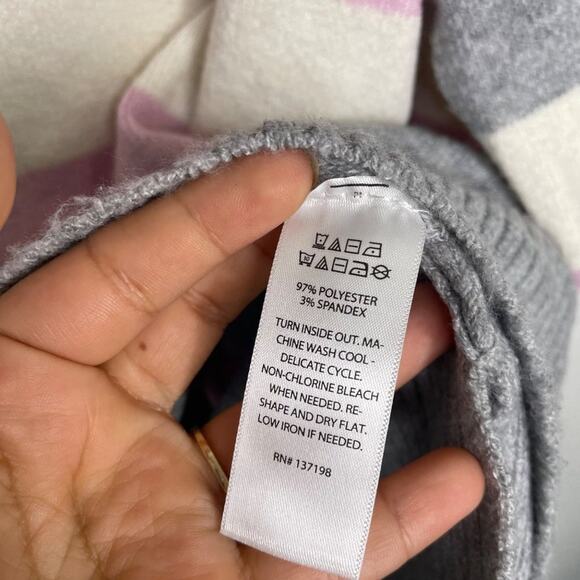 97% POLYESTER
3% SPANDEX
TURN INSIDE OUT. MA-
CHINE WASH COOL -
DELICATE CYCLE.
NON-CHLORINE BLEACH
WHEN NEEDED. RE-
SHAPE AND DRY FLAT.
LOW IRON IF NEEDED.
RN# 137198